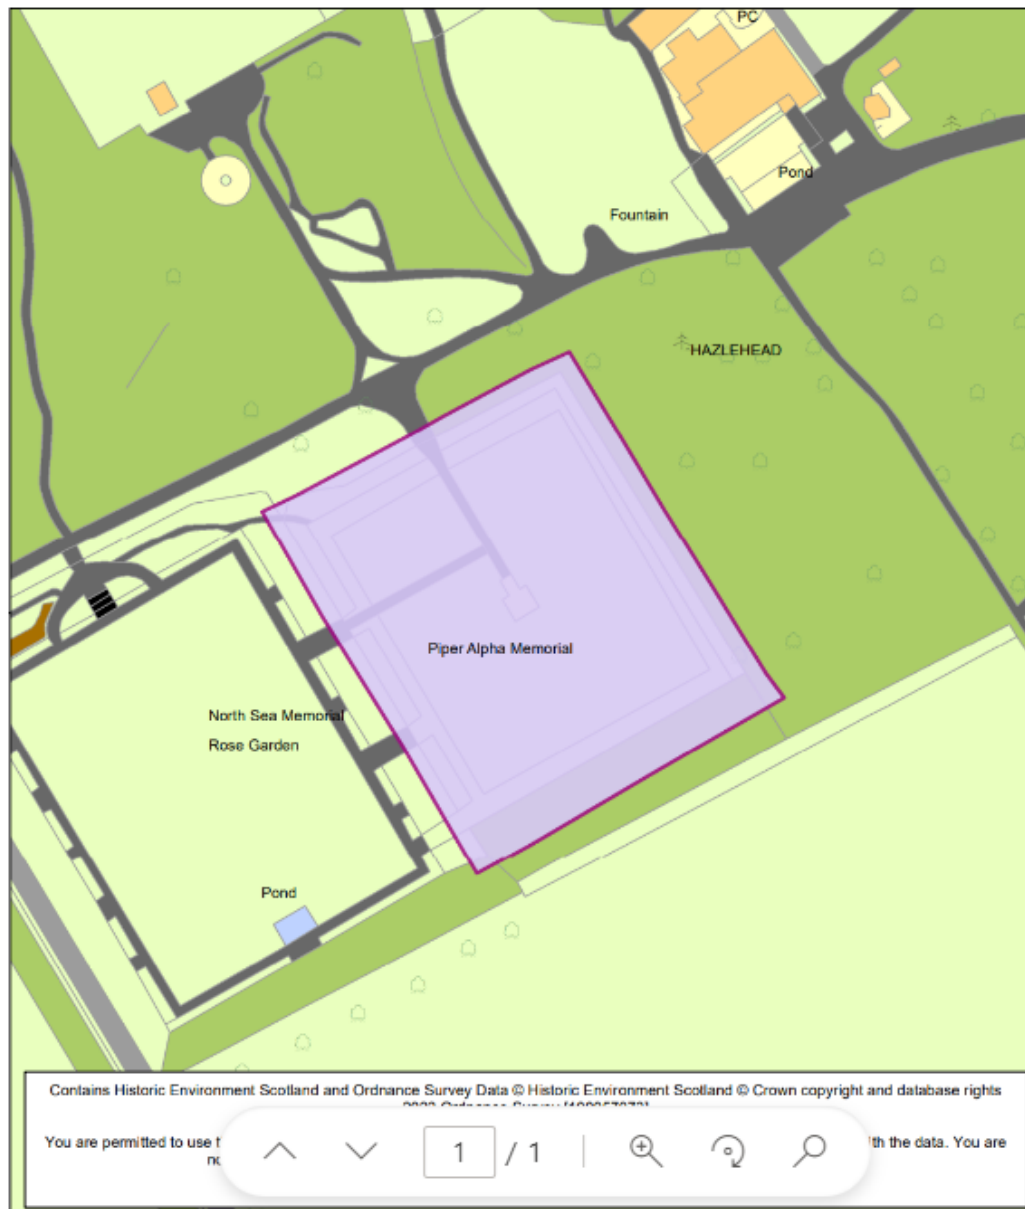 PC
Pond
Fountain
HAZLEHEAD
Piper Alpha Memorial
North Sea Memorial
Rose Garden
Pond
Contains Historic Environment Scotland and Ordnance Survey Data © Historic Environment Scotland © Crown copyright and database rights
Ordnance Survey
You are permitted to use th the data. You are
1 / 1